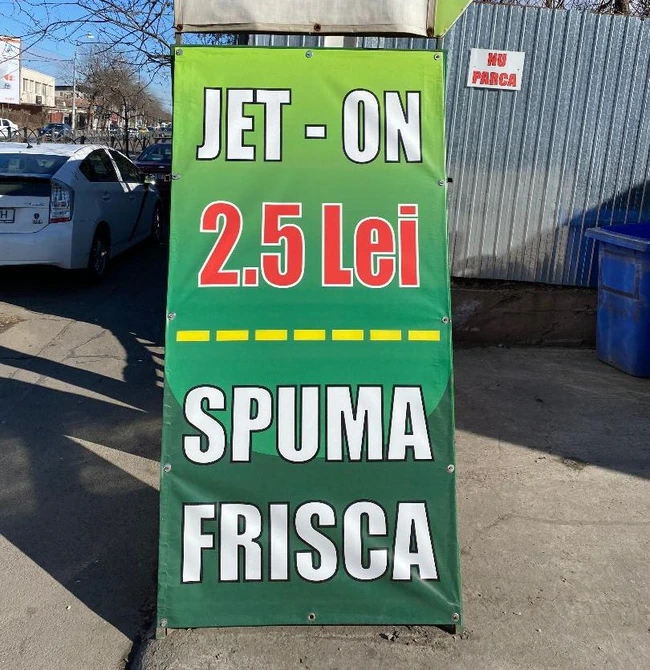 NU
PARCA
JET - ON
2.5 Lei
SPUMA
FRISCA